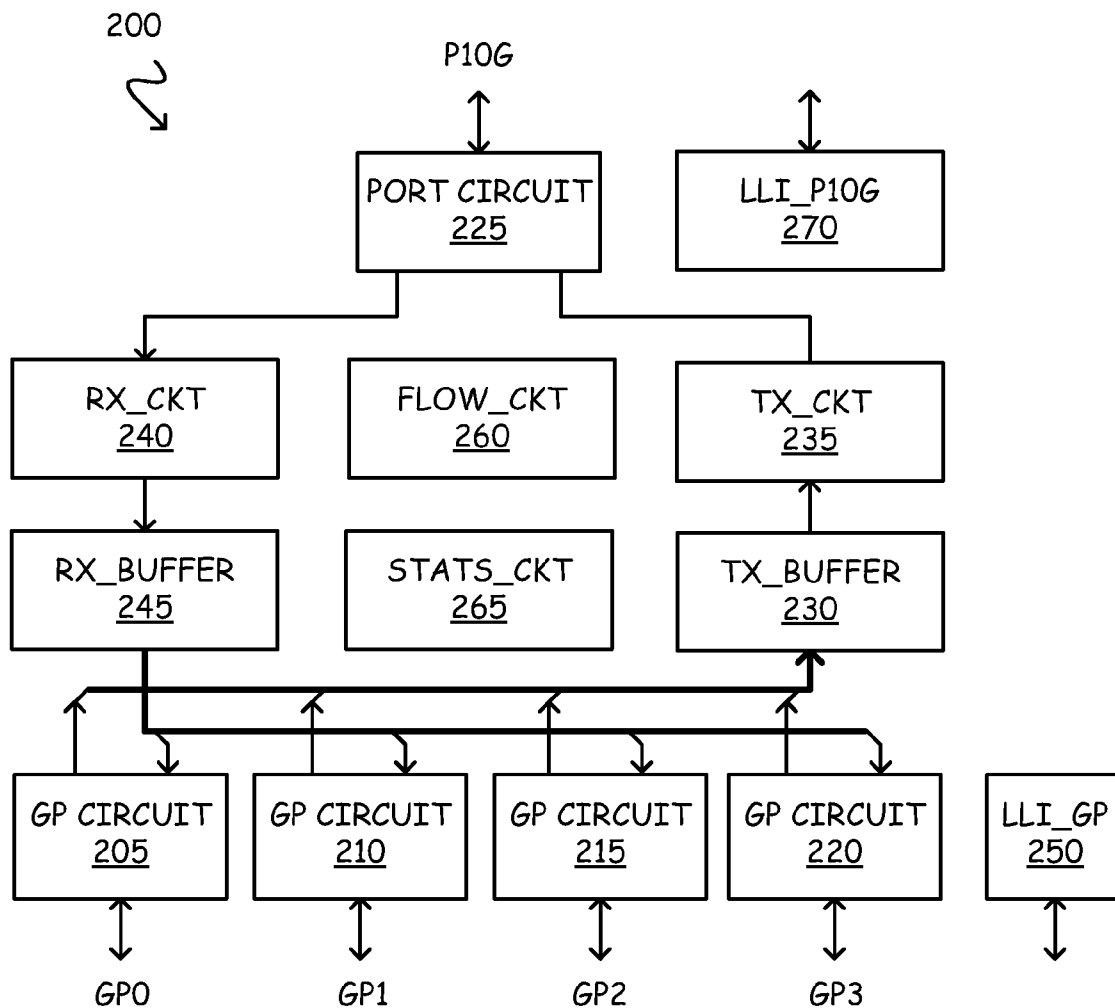 200
P10G
PORT CIRCUIT
225
LLI_P10G
270
RX_CKT
240
FLOW_CKT
260
TX_CKT
235
RX_BUFFER
245
STATS_CKT
265
TX_BUFFER
230
GP CIRCUIT
205
GP CIRCUIT
210
GP CIRCUIT
215
GP CIRCUIT
220
LLI_GP
250
GP0
GP1
GP2
GP3